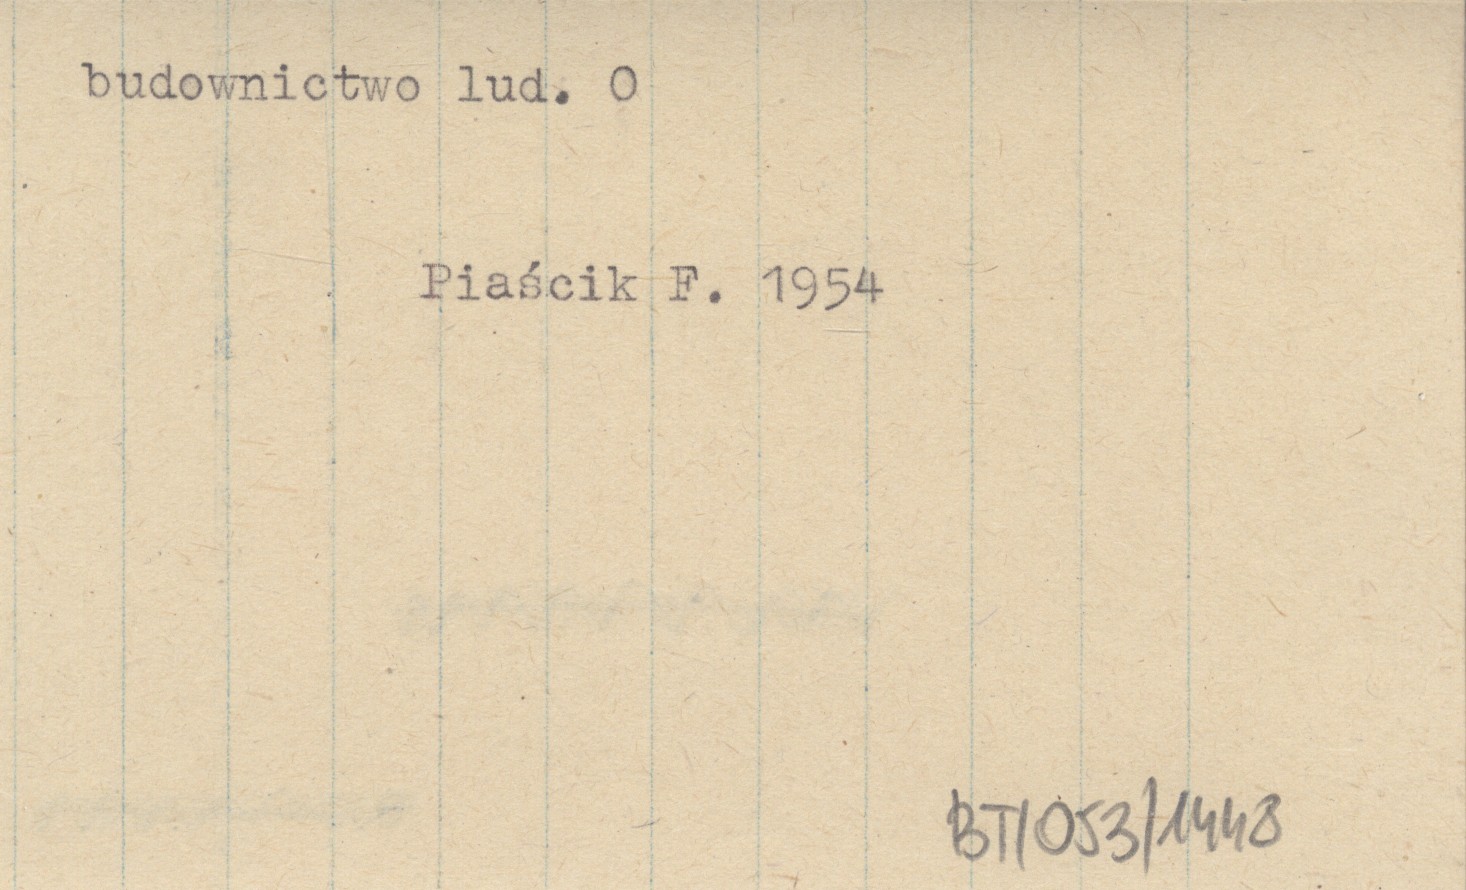 budownictwo lud. O
Piaścik F. 1954
BT/053/1448